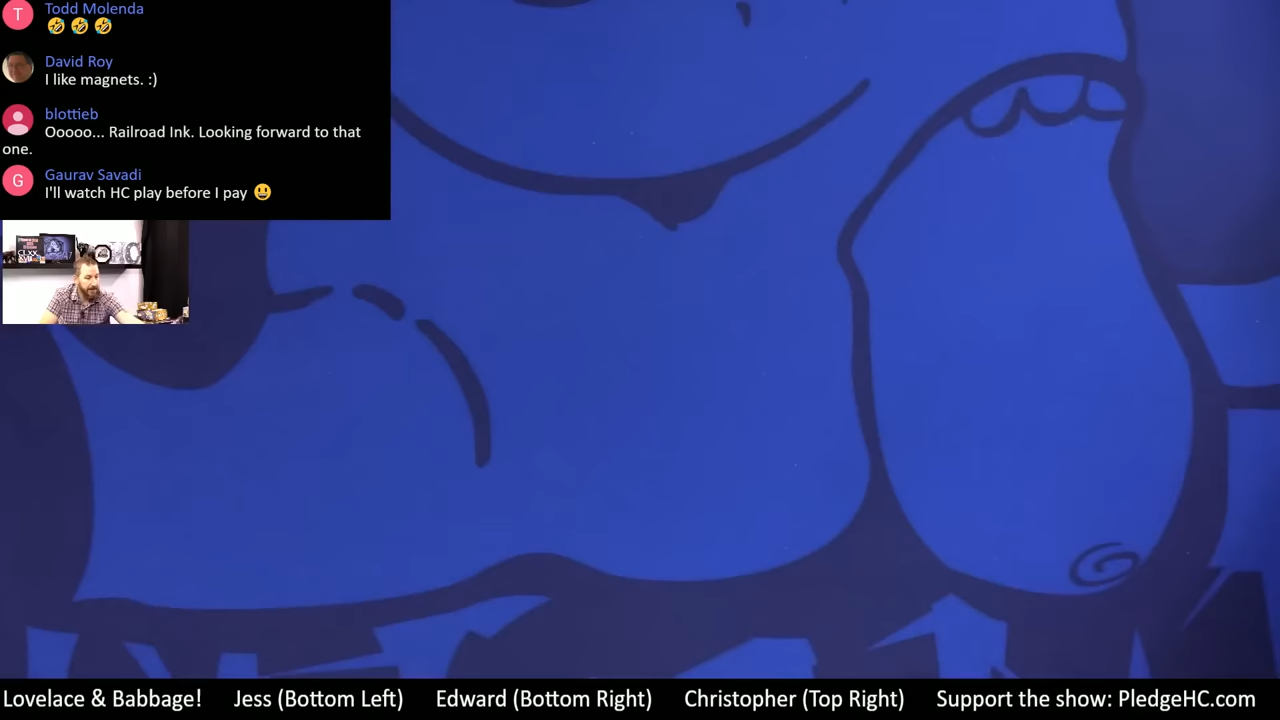 T
Todd Molenda
🤣 🤣 🤣
David Roy
I like magnets. :)
blottieb
Ooooo... Railroad Ink. Looking forward to that
one.
G
Gaurav Savadi
I'll watch HC play before I pay 😃
Lovelace & Babbage! Jess (Bottom Left) Edward (Bottom Right) Christopher (Top Right) Support the show: PledgeHC.com